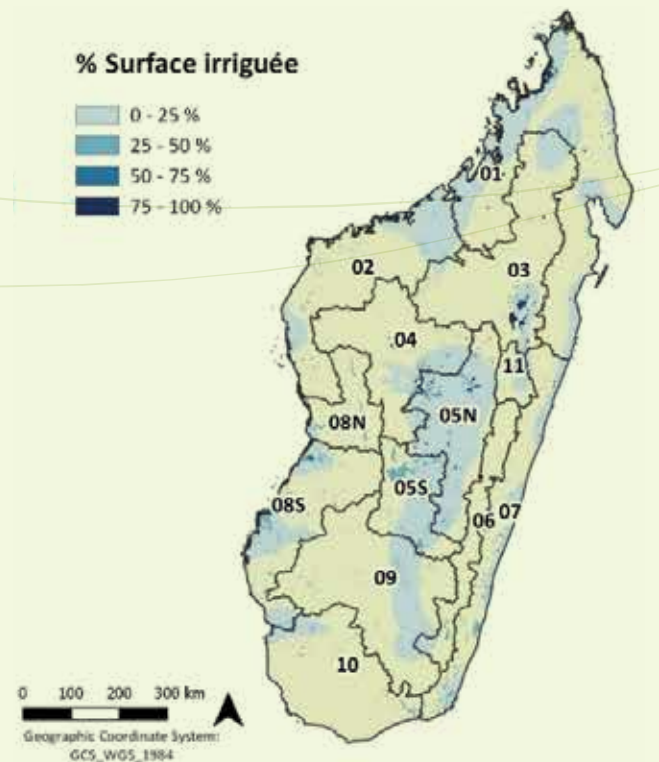 % Surface irriguée
0 - 25 %
25 - 50 %
50 - 75 %
75 - 100 %
01
02
03
04
11
05N
08N
05S
08S
06
07
09
10
0 100 200 300 km
Geographic Coordinate System:
GCS_WGS_1984